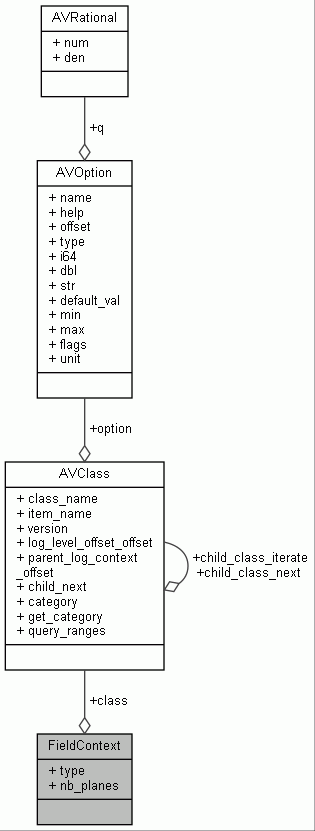 AVRational
+ num
+ den
+q
AVOption
+ name
+ help
+ offset
+ type
+ i64
+ dbl
+ str
+ default_val
+ min
+ max
+ flags
+ unit
+option
AVClass
+ class_name
+ item_name
+ version
+ log_level_offset_offset
+ parent_log_context
_offset
+ child_next
+ category
+ get_category
+ query_ranges
+child_class_iterate
+child_class_next
+class
FieldContext
+ type
+ nb_planes